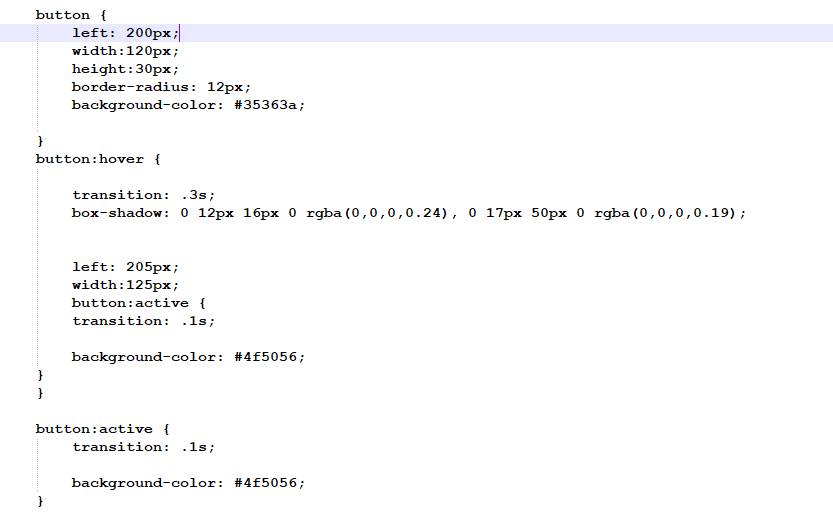 button {
left: 200px;
width:120px;
height:30px;
border-radius: 12px;
background-color: #35363a;
}
button:hover {
transition: .3s;
box-shadow: 0 12px 16px 0 rgba(0,0,0,0.24), 0 17px 50px 0 rgba(0,0,0,0.19);
left: 205px;
width:125px;
button:active {
transition: .1s;
background-color: #4f5056;
}
}
button:active {
transition: .1s;
background-color: #4f5056;
}